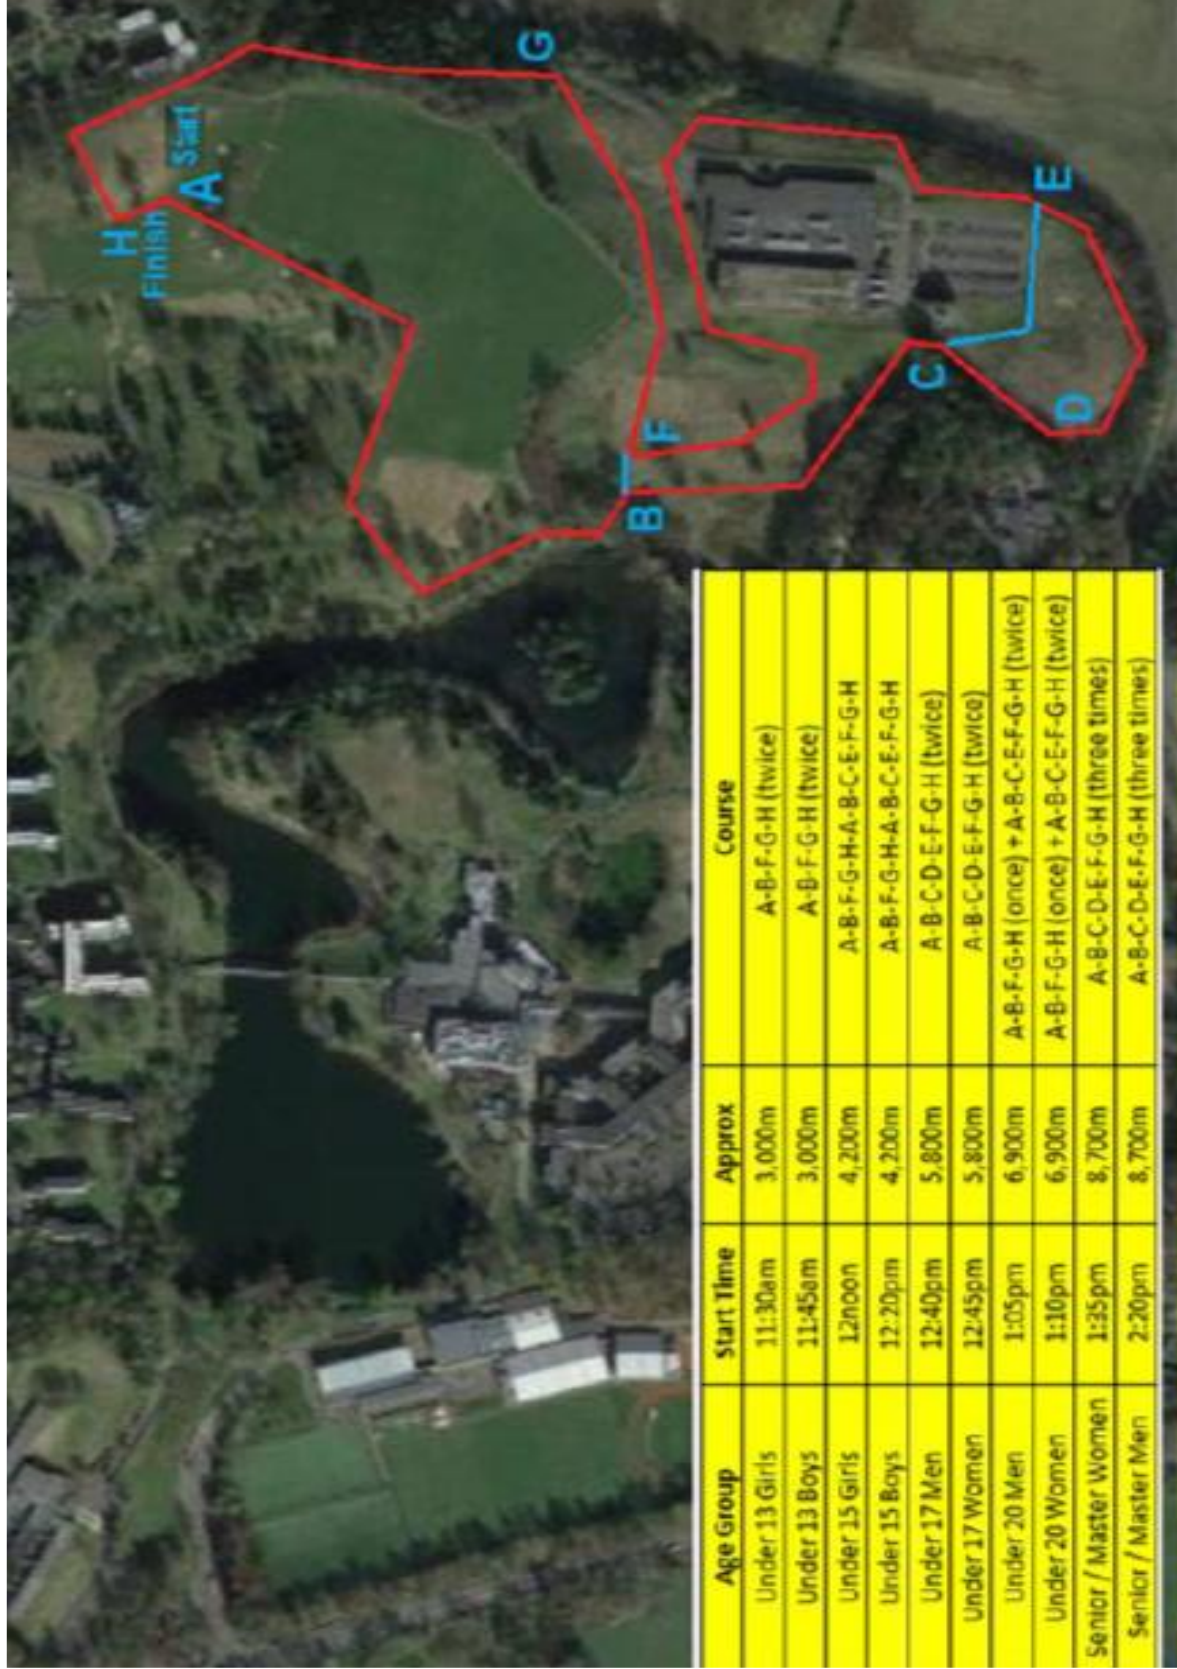 H
Finish
A
Start
G
B
F
C
D
E
Age Group Start Time Approx Course
Under 13 Girls 11:30am 3,000m A-B-F-G-H (twice)
Under 13 Boys 11:45am 3,000m A-B-F-G-H (twice)
Under 15 Girls 12noon 4,200m A-B-F-G-H-A-B-C-E-F-G-H
Under 15 Boys 12:20pm 4,200m A-B-F-G-H-A-B-C-E-F-G-H
Under 17 Men 12:40pm 5,800m A-B-C-D-E-F-G-H (twice)
Under 17 Women 12:45pm 5,800m A-B-C-D-E-F-G-H (twice)
Under 20 Men 1:05pm 6,900m A-B-F-G-H (once) + A-B-C-E-F-G-H (twice)
Under 20 Women 1:10pm 6,900m A-B-F-G-H (once) + A-B-C-E-F-G-H (twice)
Senior / Master Women 1:35pm 8,700m A-B-C-D-E-F-G-H (three times)
Senior / Master Men 2:20pm 8,700m A-B-C-D-E-F-G-H (three times)